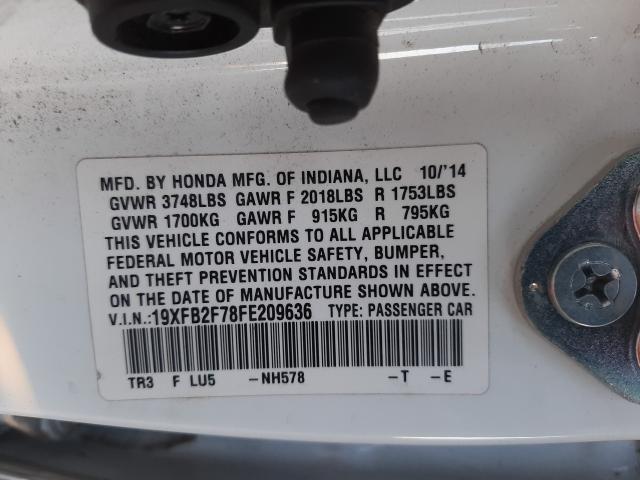 MFD. BY HONDA MFG. OF INDIANA, LLC 10/'14
GVWR 3748LBS GAWR F 2018LBS R 1753LBS
GVWR 1700KG GAWR F 915KG R 795KG
THIS VEHICLE CONFORMS TO ALL APPLICABLE
FEDERAL MOTOR VEHICLE SAFETY, BUMPER,
AND THEFT PREVENTION STANDARDS IN EFFECT
ON THE DATE OF MANUFACTURE SHOWN ABOVE.
V.I.N.:19XFB2F78FE209636 TYPE: PASSENGER CAR
TR3 F LU5 -NH578 -T -E